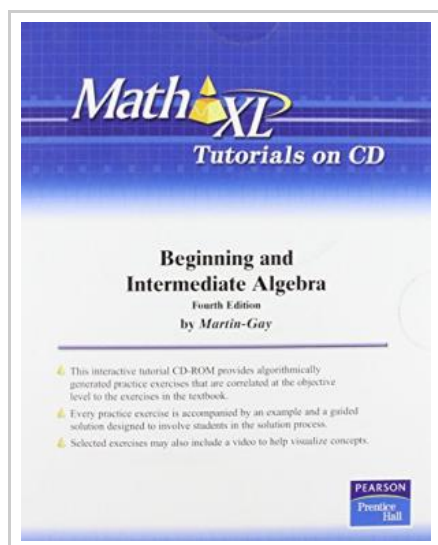 Math XL
Tutorials on CD
Beginning and
Intermediate Algebra
Fourth Edition
by Martin-Gay
This interactive tutorial CD-ROM provides algorithmically
generated practice exercises that are correlated at the objective
level to the exercises in the textbook.
Every practice exercise is accompanied by an example and a guided
solution designed to involve students in the solution process.
Selected exercises may also include a video to help visualize concepts.
PEARSON
Prentice
Hall